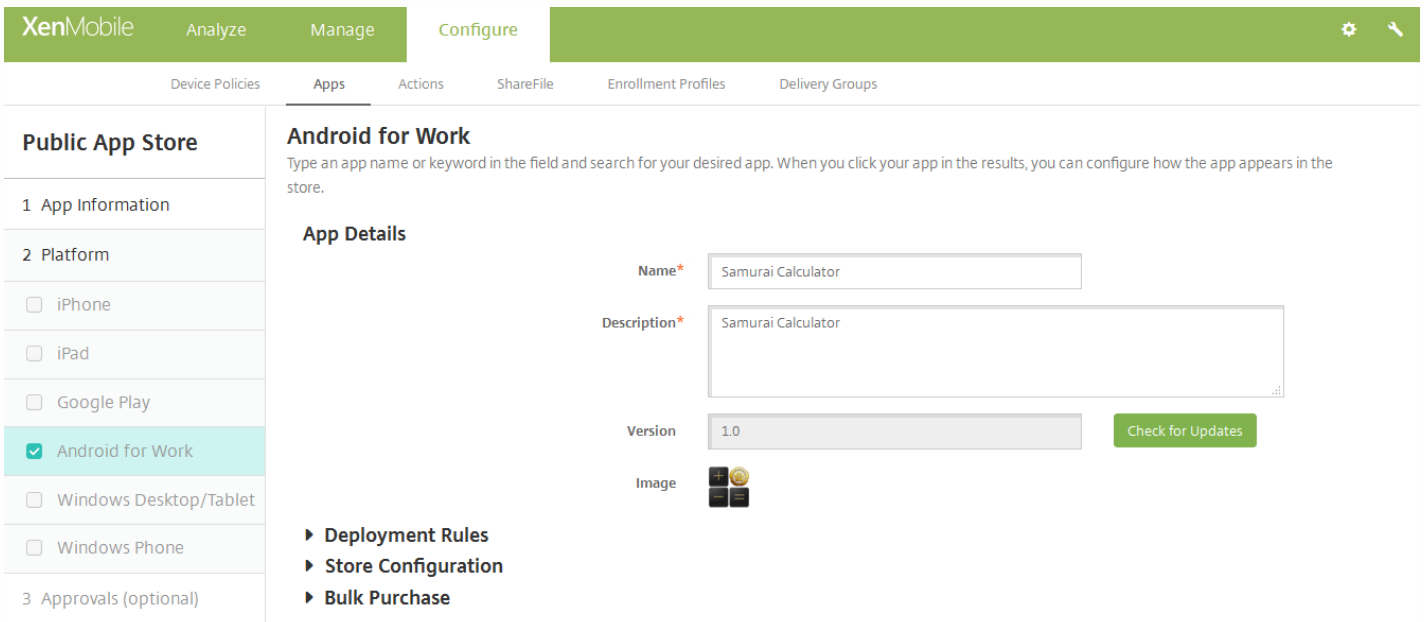 XenMobile Analyze Manage Configure
Device Policies Apps Actions ShareFile Enrollment Profiles Delivery Groups
Public App Store
1 App Information
2 Platform
iPhone
iPad
Google Play
Android for Work
Windows Desktop/Tablet
Windows Phone
3 Approvals (optional)
Android for Work
Type an app name or keyword in the field and search for your desired app. When you click your app in the results, you can configure how the app appears in the
store.
App Details
Name* Samurai Calculator
Description* Samurai Calculator
Version 1.0 Check for Updates
Image
Deployment Rules
Store Configuration
Bulk Purchase